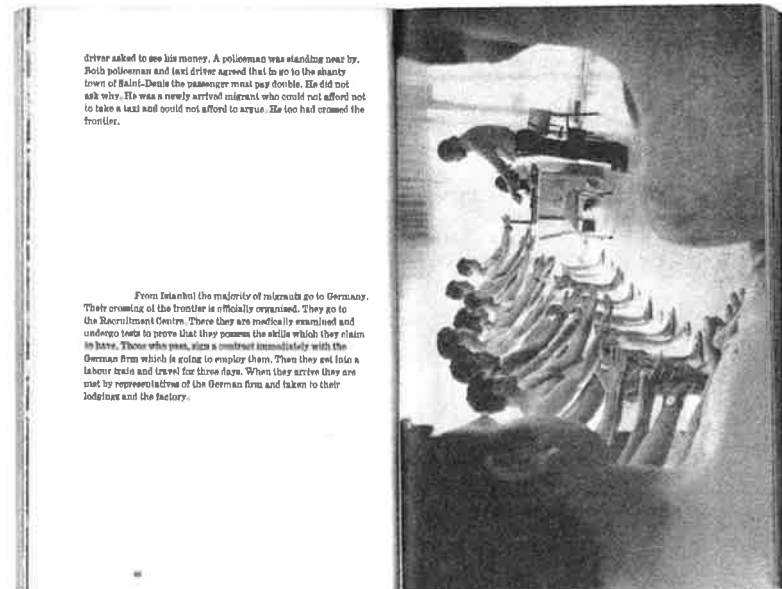 driver asked to see his money. A policeman was standing near by.
Both policeman and taxi driver agreed that to go to the shanty
town of Saint-Denis the passenger must pay double. He did not
ask why. He was a newly arrived migrant who could not afford not
to take a taxi and could not afford to argue. He too had crossed the
frontier.
From Istanbul the majority of migrants go to Germany.
Their crossing of the frontier is officially organised. They go to
the Recruitment Centre. There they are medically examined and
undergo tests to prove that they possess the skills which they claim
to have. Those who pass, sign a contract immediately with the
German firm which is going to employ them. Then they get into a
labour train and travel for three days. When they arrive they are
met by representatives of the German firm and taken to their
lodgings and the factory.